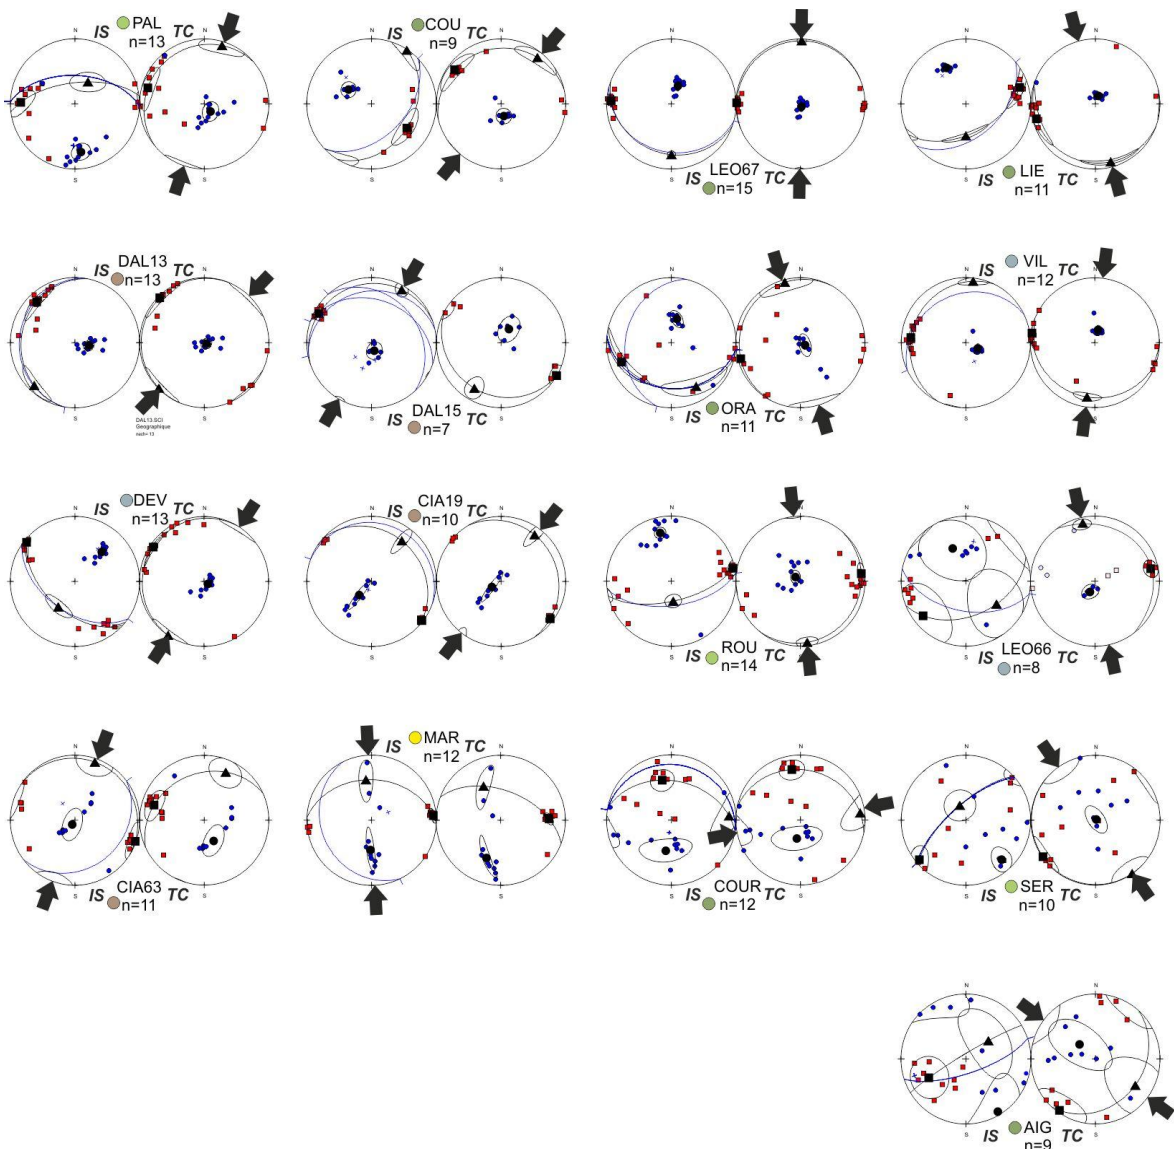 IS PAL TC
n=13
N N
S S
IS COU TC
n=9
N N
S S
N N
S S
LEO67
IS n=15 TC
N N
S S
IS LIE TC
n=11
DAL13
IS n=13 TC
N N
S S
DAL13.SCI
Geographique
N N
S S
IS DAL15 TC
n=7
N N
S S
IS ORA TC
n=11
IS VIL TC
n=12
N N
S S
IS DEV TC
n=13
N N
S S
IS CIA19 TC
n=10
N N
S S
N N
S S
IS ROU TC
n=14
N N
S S
LEO66
IS n=8 TC
N N
S S
IS CIA63 TC
n=11
IS MAR TC
n=12
N N
S S
N N
S S
IS COUR TC
n=12
N N
S S
IS SER TC
n=10
N N
S S
IS AIG TC
n=9